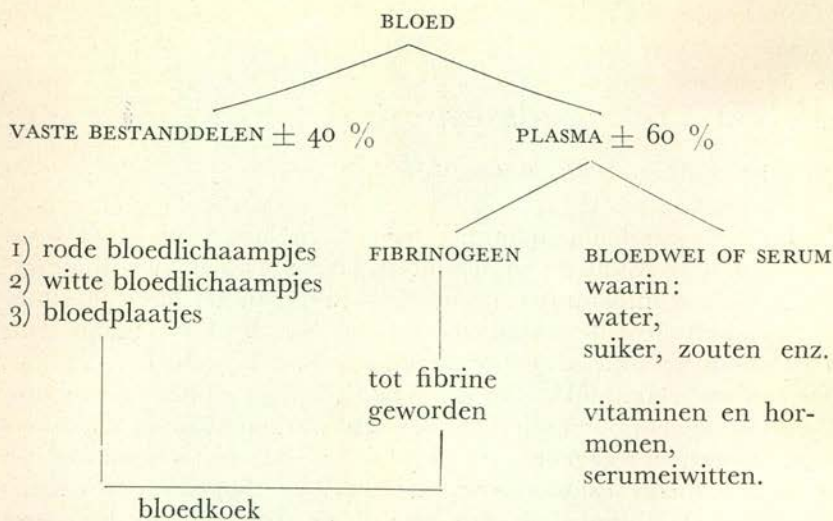 BLOED
VASTE BESTANDDELEN ± 40 %
PLASMA ± 60 %
1) rode bloedlichaampjes
2) witte bloedlichaampjes
3) bloedplaatjes
FIBRINOGEEN
tot fibrine
geworden
BLOEDWEI OF SERUM
waarin:
water,
suiker, zouten enz.
vitaminen en hor-
monen,
serumeiwitten.
bloedkoek